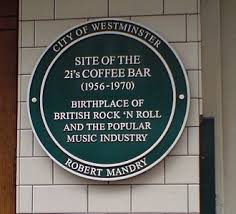 CITY OF WESTMINSTER
SITE OF THE
2i's COFFEE BAR
(1956-1970)
BIRTHPLACE OF
BRITISH ROCK 'N ROLL
AND THE POPULAR
MUSIC INDUSTRY
ROBERT MANDRY